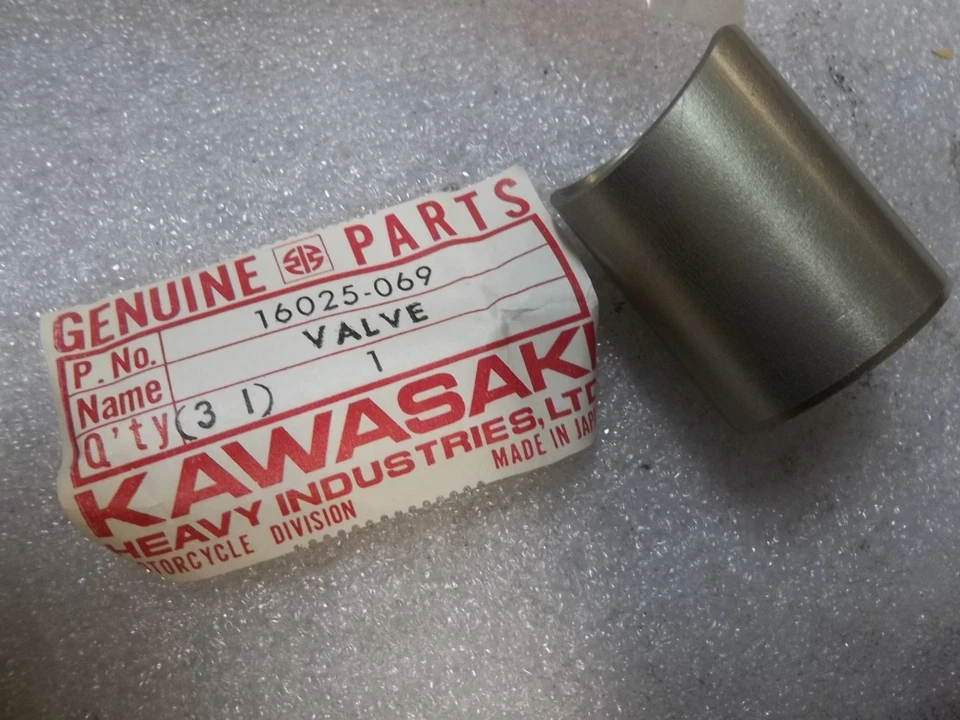 GENUINE PARTS
P. No. 16025-069
Name VALVE
Q'ty (3 1) 1
KAWASAKI
HEAVY INDUSTRIES, LTD
MADE IN JAP
MOTORCYCLE DIVISION